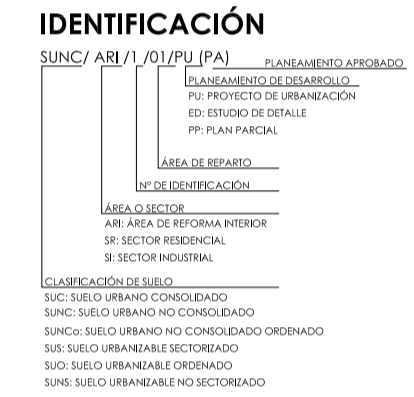 IDENTIFICACIÓN
SUNC/ ARI /1 /01/PU (PA)
PLANEAMIENTO APROBADO
PLANEAMIENTO DE DESARROLLO
PU: PROYECTO DE URBANIZACIÓN
ED: ESTUDIO DE DETALLE
PP: PLAN PARCIAL
ÁREA DE REPARTO
Nº DE IDENTIFICACIÓN
ÁREA O SECTOR
ARI: ÁREA DE REFORMA INTERIOR
SR: SECTOR RESIDENCIAL
SI: SECTOR INDUSTRIAL
CLASIFICACIÓN DE SUELO
SUC: SUELO URBANO CONSOLIDADO
SUNC: SUELO URBANO NO CONSOLIDADO
SUNCo: SUELO URBANO NO CONSOLIDADO ORDENADO
SUS: SUELO URBANIZABLE SECTORIZADO
SUO: SUELO URBANIZABLE ORDENADO
SUNS: SUELO URBANIZABLE NO SECTORIZADO